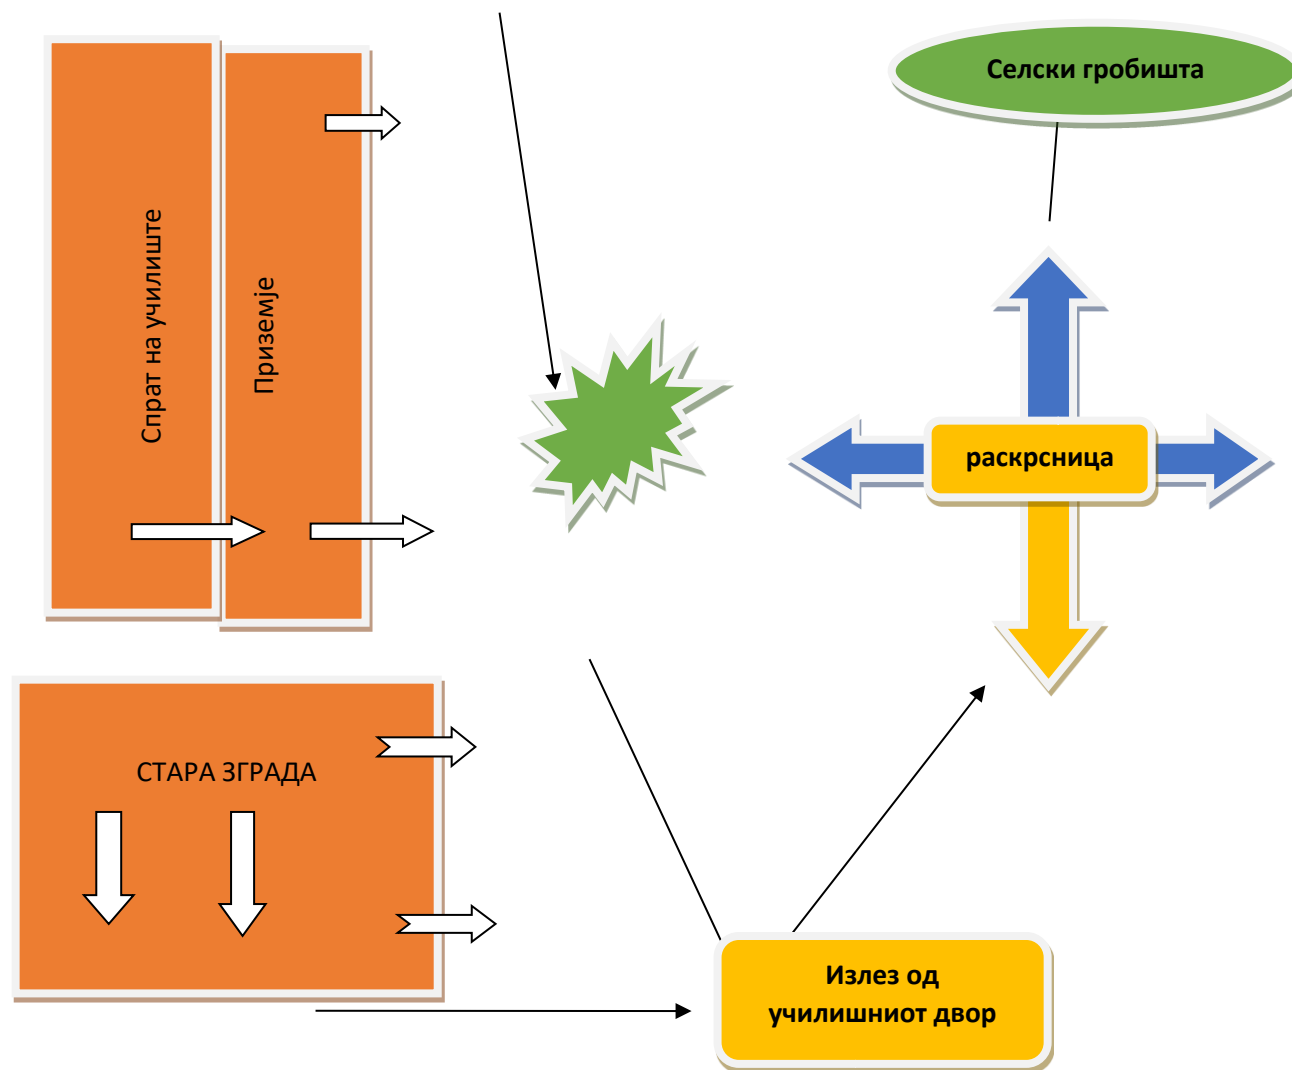 Селски гробишта
Спрат на училиште
Приземје
раскрсница
СТАРА ЗГРАДА
Излез од
училишниот двор